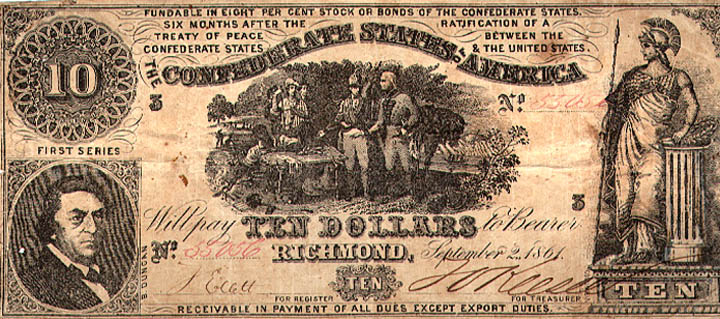 FUNDABLE IN EIGHT PER CENT STOCK OR BONDS OF THE CONFEDERATE STATES.
SIX MONTHS AFTER THE RATIFICATION OF A
TREATY OF PEACE BETWEEN THE
CONFEDERATE STATES & THE UNITED STATES.
THE CONFEDERATE STATES OF AMERICA
10
3
No.
FIRST SERIES
3
Will pay TEN DOLLARS to Bearer
No.
RICHMOND, September 2, 1861.
B. DUNCAN
TEN
FOR REGISTER
FOR TREASURER
TEN
RECEIVABLE IN PAYMENT OF ALL DUES EXCEPT EXPORT DUTIES.